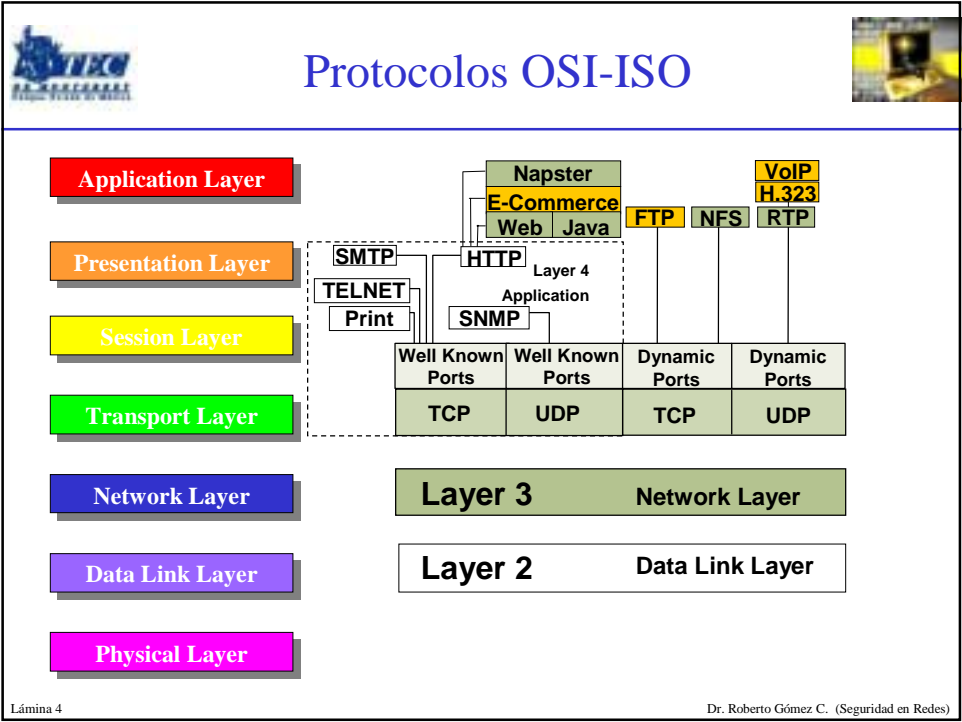 TEC
DE MONTERREY
Protocolos OSI-ISO
Application Layer
Presentation Layer
Session Layer
Transport Layer
Network Layer
Data Link Layer
Physical Layer
Napster
E-Commerce
Web Java
VoIP
H.323
FTP NFS RTP
SMTP HTTP
Layer 4
TELNET Application
Print SNMP
Well Known Ports
Well Known Ports
Dynamic Ports
Dynamic Ports
TCP UDP TCP UDP
Layer 3 Network Layer
Layer 2 Data Link Layer
Lámina 4
Dr. Roberto Gómez C. (Seguridad en Redes)